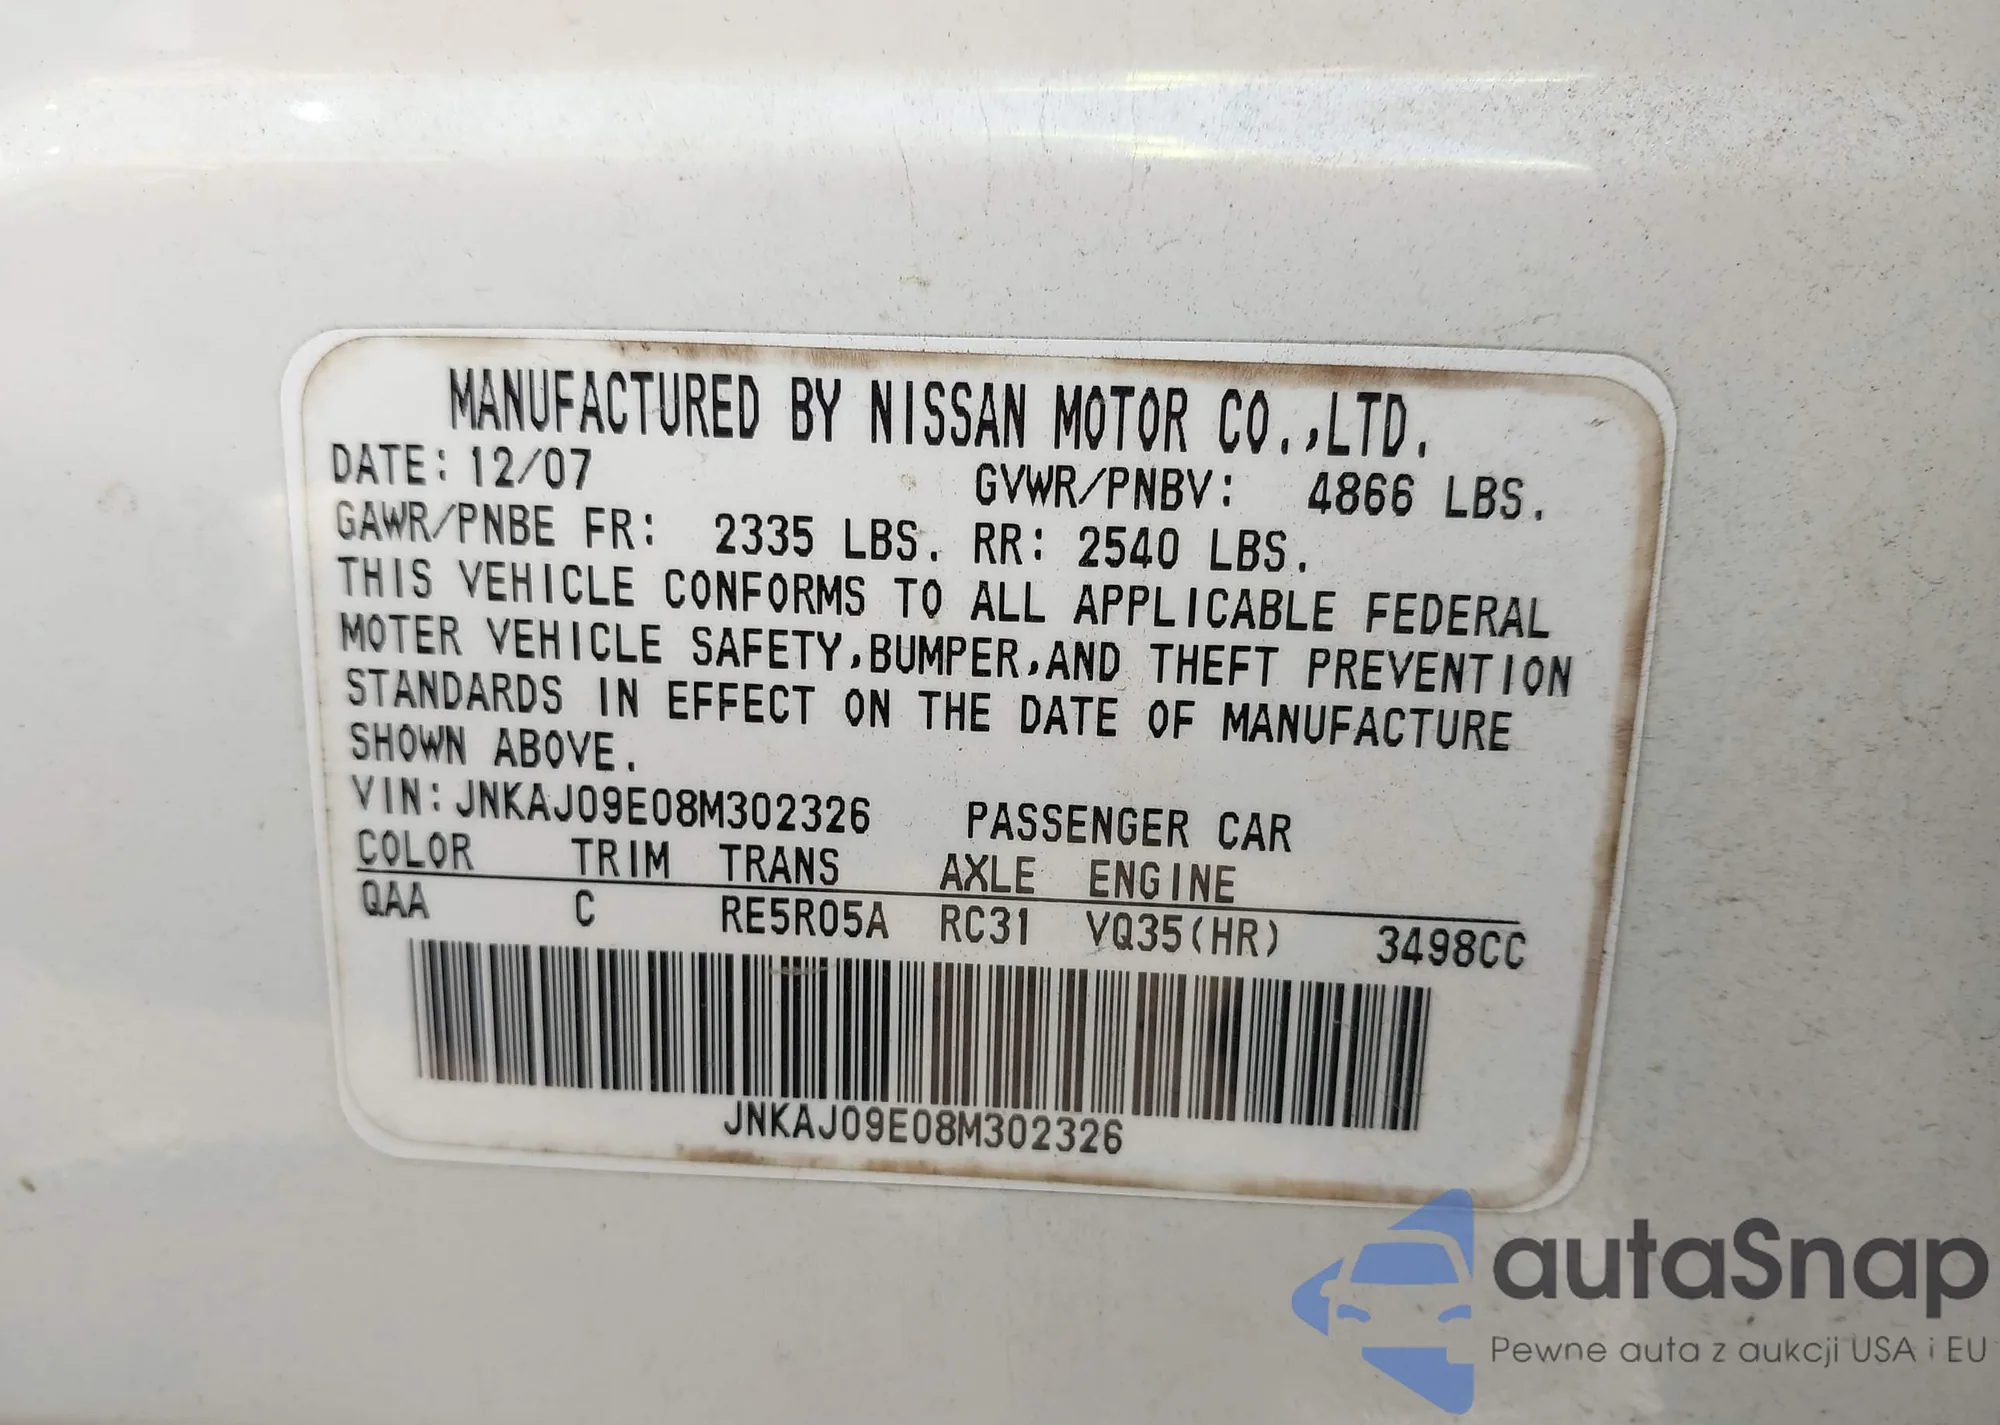 MANUFACTURED BY NISSAN MOTOR CO.,LTD.
DATE: 12/07 GVWR/PNBV: 4866 LBS.
GAWR/PNBE FR: 2335 LBS. RR: 2540 LBS.
THIS VEHICLE CONFORMS TO ALL APPLICABLE FEDERAL
MOTER VEHICLE SAFETY,BUMPER,AND THEFT PREVENTION
STANDARDS IN EFFECT ON THE DATE OF MANUFACTURE
SHOWN ABOVE.
VIN: JNKAJ09E08M302326 PASSENGER CAR
COLOR TRIM TRANS AXLE ENGINE
QAA C RE5R05A RC31 VQ35(HR) 3498CC
JNKAJ09E08M302326
autaSnap
Pewne auta z aukcji USA i EU